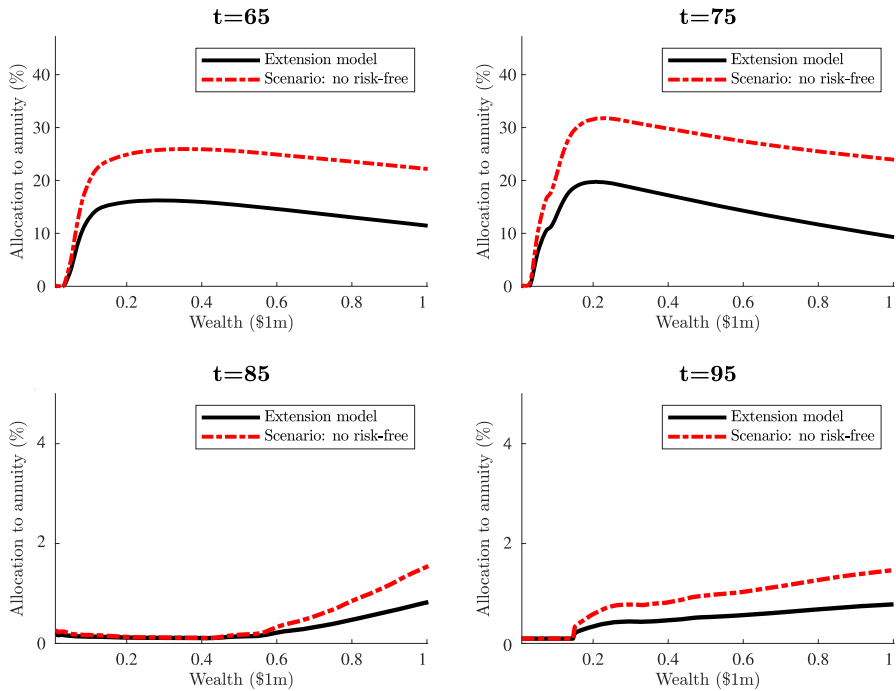 t=65
Allocation to annuity (%)
40
30
20
10
0
Extension model
Scenario: no risk-free
0.2 0.4 0.6 0.8 1
Wealth ($1m)
t=75
Allocation to annuity (%)
40
30
20
10
0
Extension model
Scenario: no risk-free
0.2 0.4 0.6 0.8 1
Wealth ($1m)
t=85
Allocation to annuity (%)
4
2
0
Extension model
Scenario: no risk-free
0.2 0.4 0.6 0.8 1
Wealth ($1m)
t=95
Allocation to annuity (%)
4
2
0
Extension model
Scenario: no risk-free
0.2 0.4 0.6 0.8 1
Wealth ($1m)